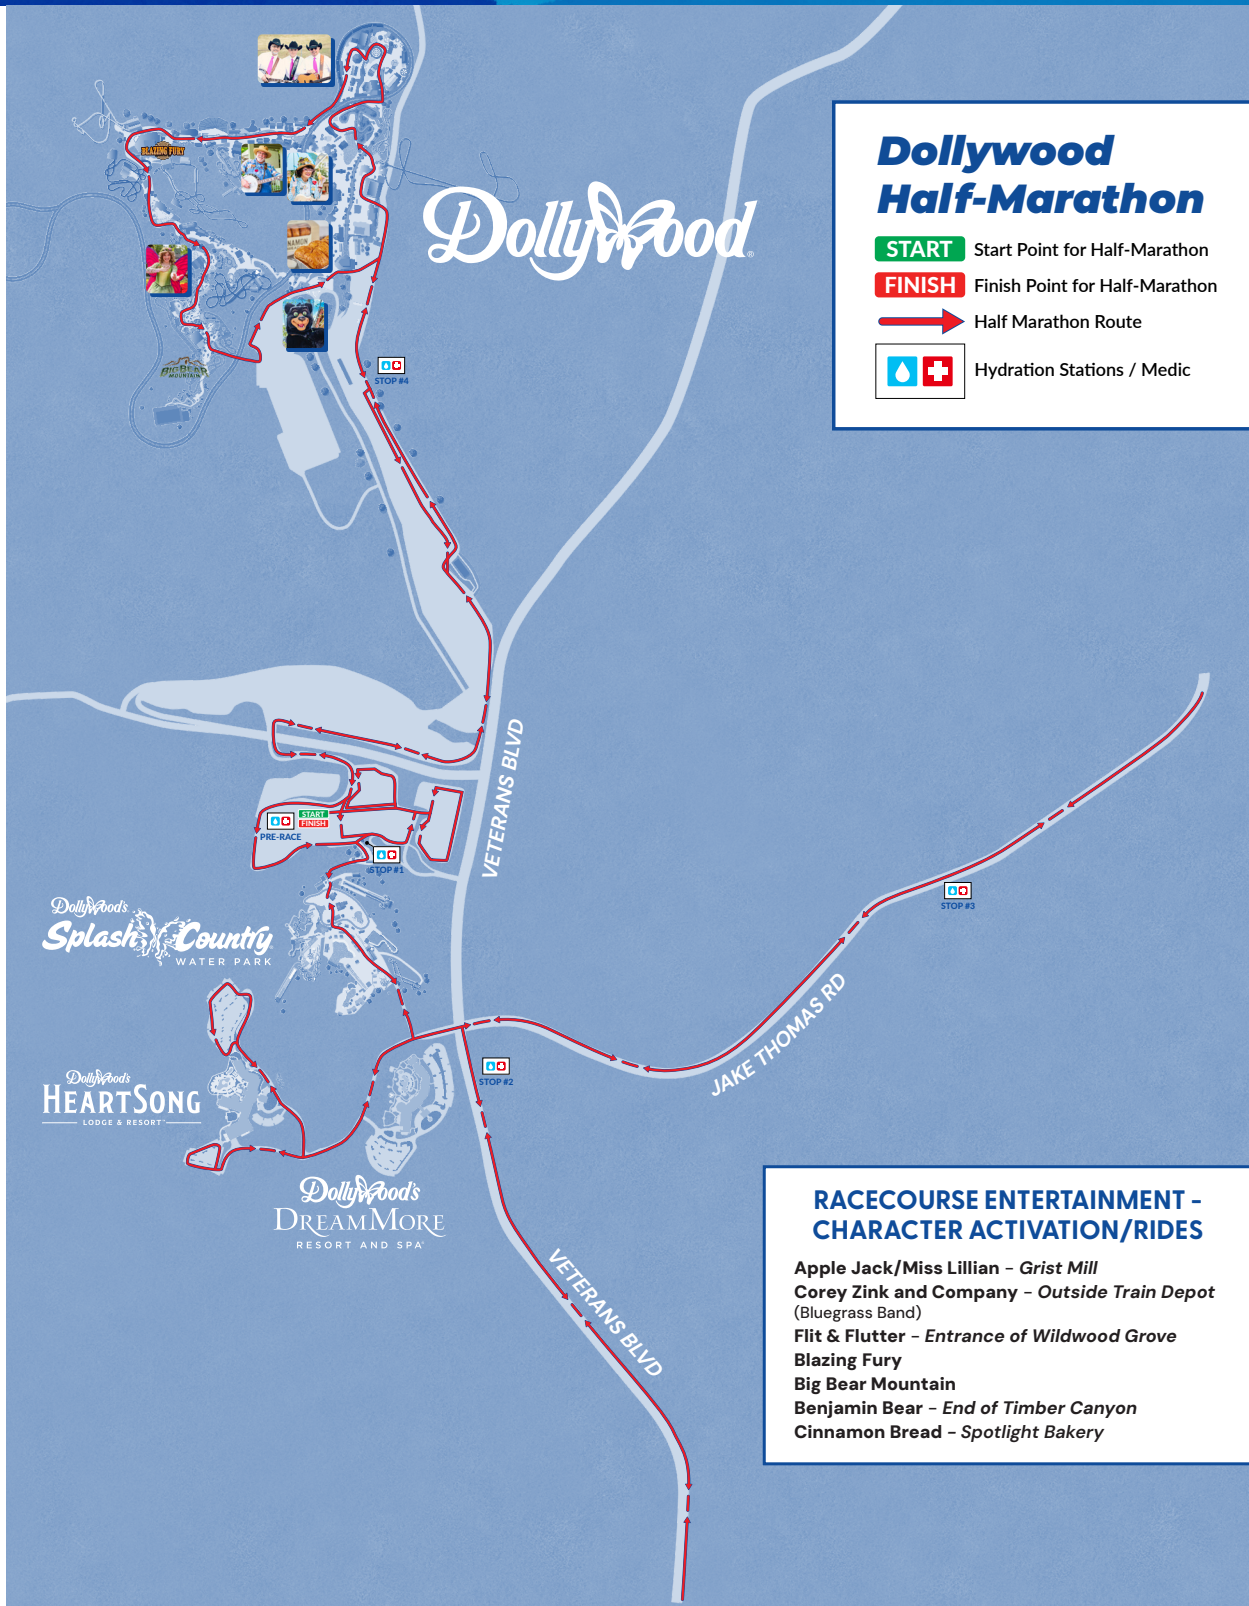 Dollywood
Half-Marathon
START Start Point for Half-Marathon
FINISH Finish Point for Half-Marathon
Half Marathon Route
Hydration Stations / Medic
BLAZING FURY
Dollywood®
CINNAMON
BIG BEAR
MOUNTAIN
STOP #4
VETERANS BLVD
START
FINISH
PRE-RACE
STOP #1
Dollywood's
Splash Country
WATER PARK
STOP #3
JAKE THOMAS RD
STOP #2
Dollywood's
HEARTSONG
LODGE & RESORT
Dollywood's
DREAMMORE
RESORT AND SPA
VETERANS BLVD
RACECOURSE ENTERTAINMENT -
CHARACTER ACTIVATION/RIDES
Apple Jack/Miss Lillian - Grist Mill
Corey Zink and Company - Outside Train Depot
(Bluegrass Band)
Flit & Flutter - Entrance of Wildwood Grove
Blazing Fury
Big Bear Mountain
Benjamin Bear - End of Timber Canyon
Cinnamon Bread - Spotlight Bakery